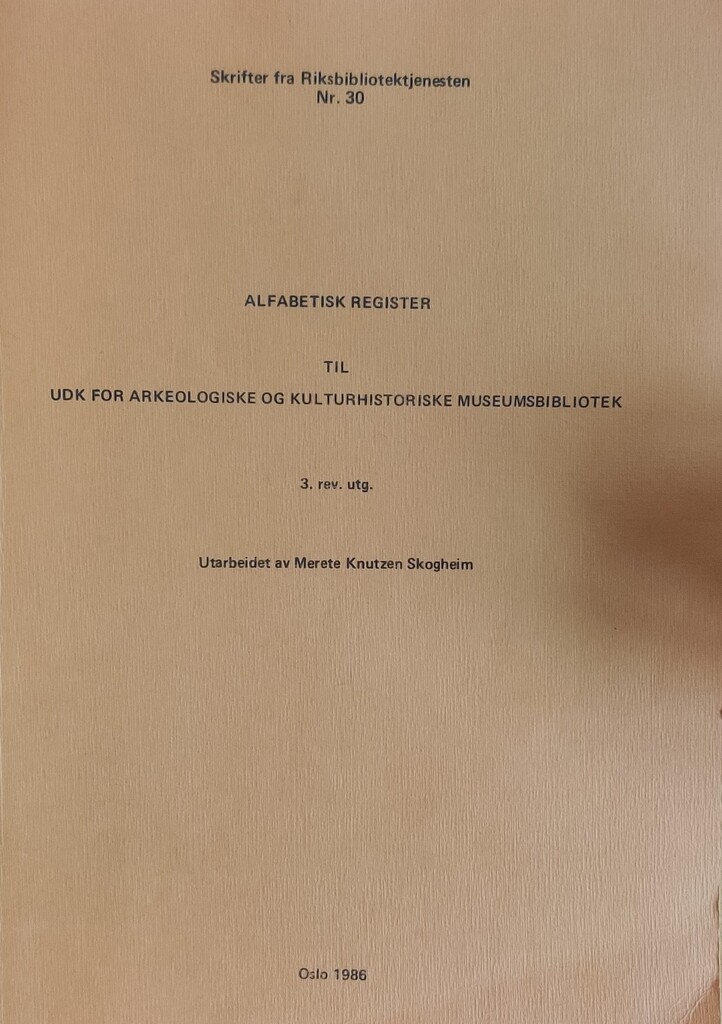 Skrifter fra Riksbibliotektjenesten
Nr. 30
ALFABETISK REGISTER
TIL
UDK FOR ARKEOLOGISKE OG KULTURHISTORISKE MUSEUMSBIBLIOTEK
3. rev. utg.
Utarbeidet av Merete Knutzen Skogheim
Oslo 1986